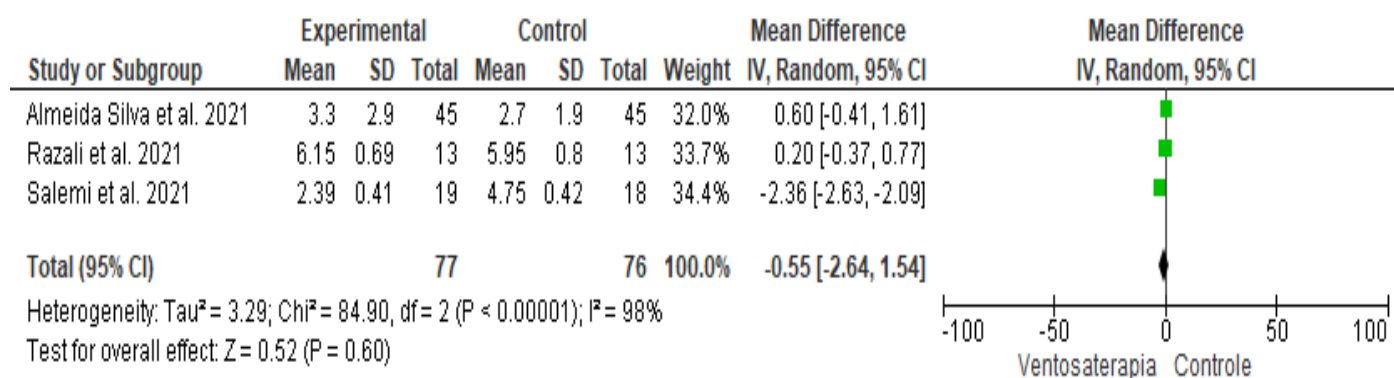 Experimental Control Mean Difference Mean Difference
Study or Subgroup Mean SD Total Mean SD Total Weight IV, Random, 95% CI IV, Random, 95% CI
Almeida Silva et al. 2021 3.3 2.9 45 2.7 1.9 45 32.0% 0.60 [-0.41, 1.61]
Razali et al. 2021 6.15 0.69 13 5.95 0.8 13 33.7% 0.20 [-0.37, 0.77]
Salemi et al. 2021 2.39 0.41 19 4.75 0.42 18 34.4% -2.36 [-2.63, -2.09]
Total (95% CI) 77 76 100.0% -0.55 [-2.64, 1.54]
Heterogeneity: Tau² = 3.29; Chi² = 84.90, df = 2 (P < 0.00001); I² = 98%
Test for overall effect: Z = 0.52 (P = 0.60)
-100 -50 0 50 100
Ventosaterapia Controle